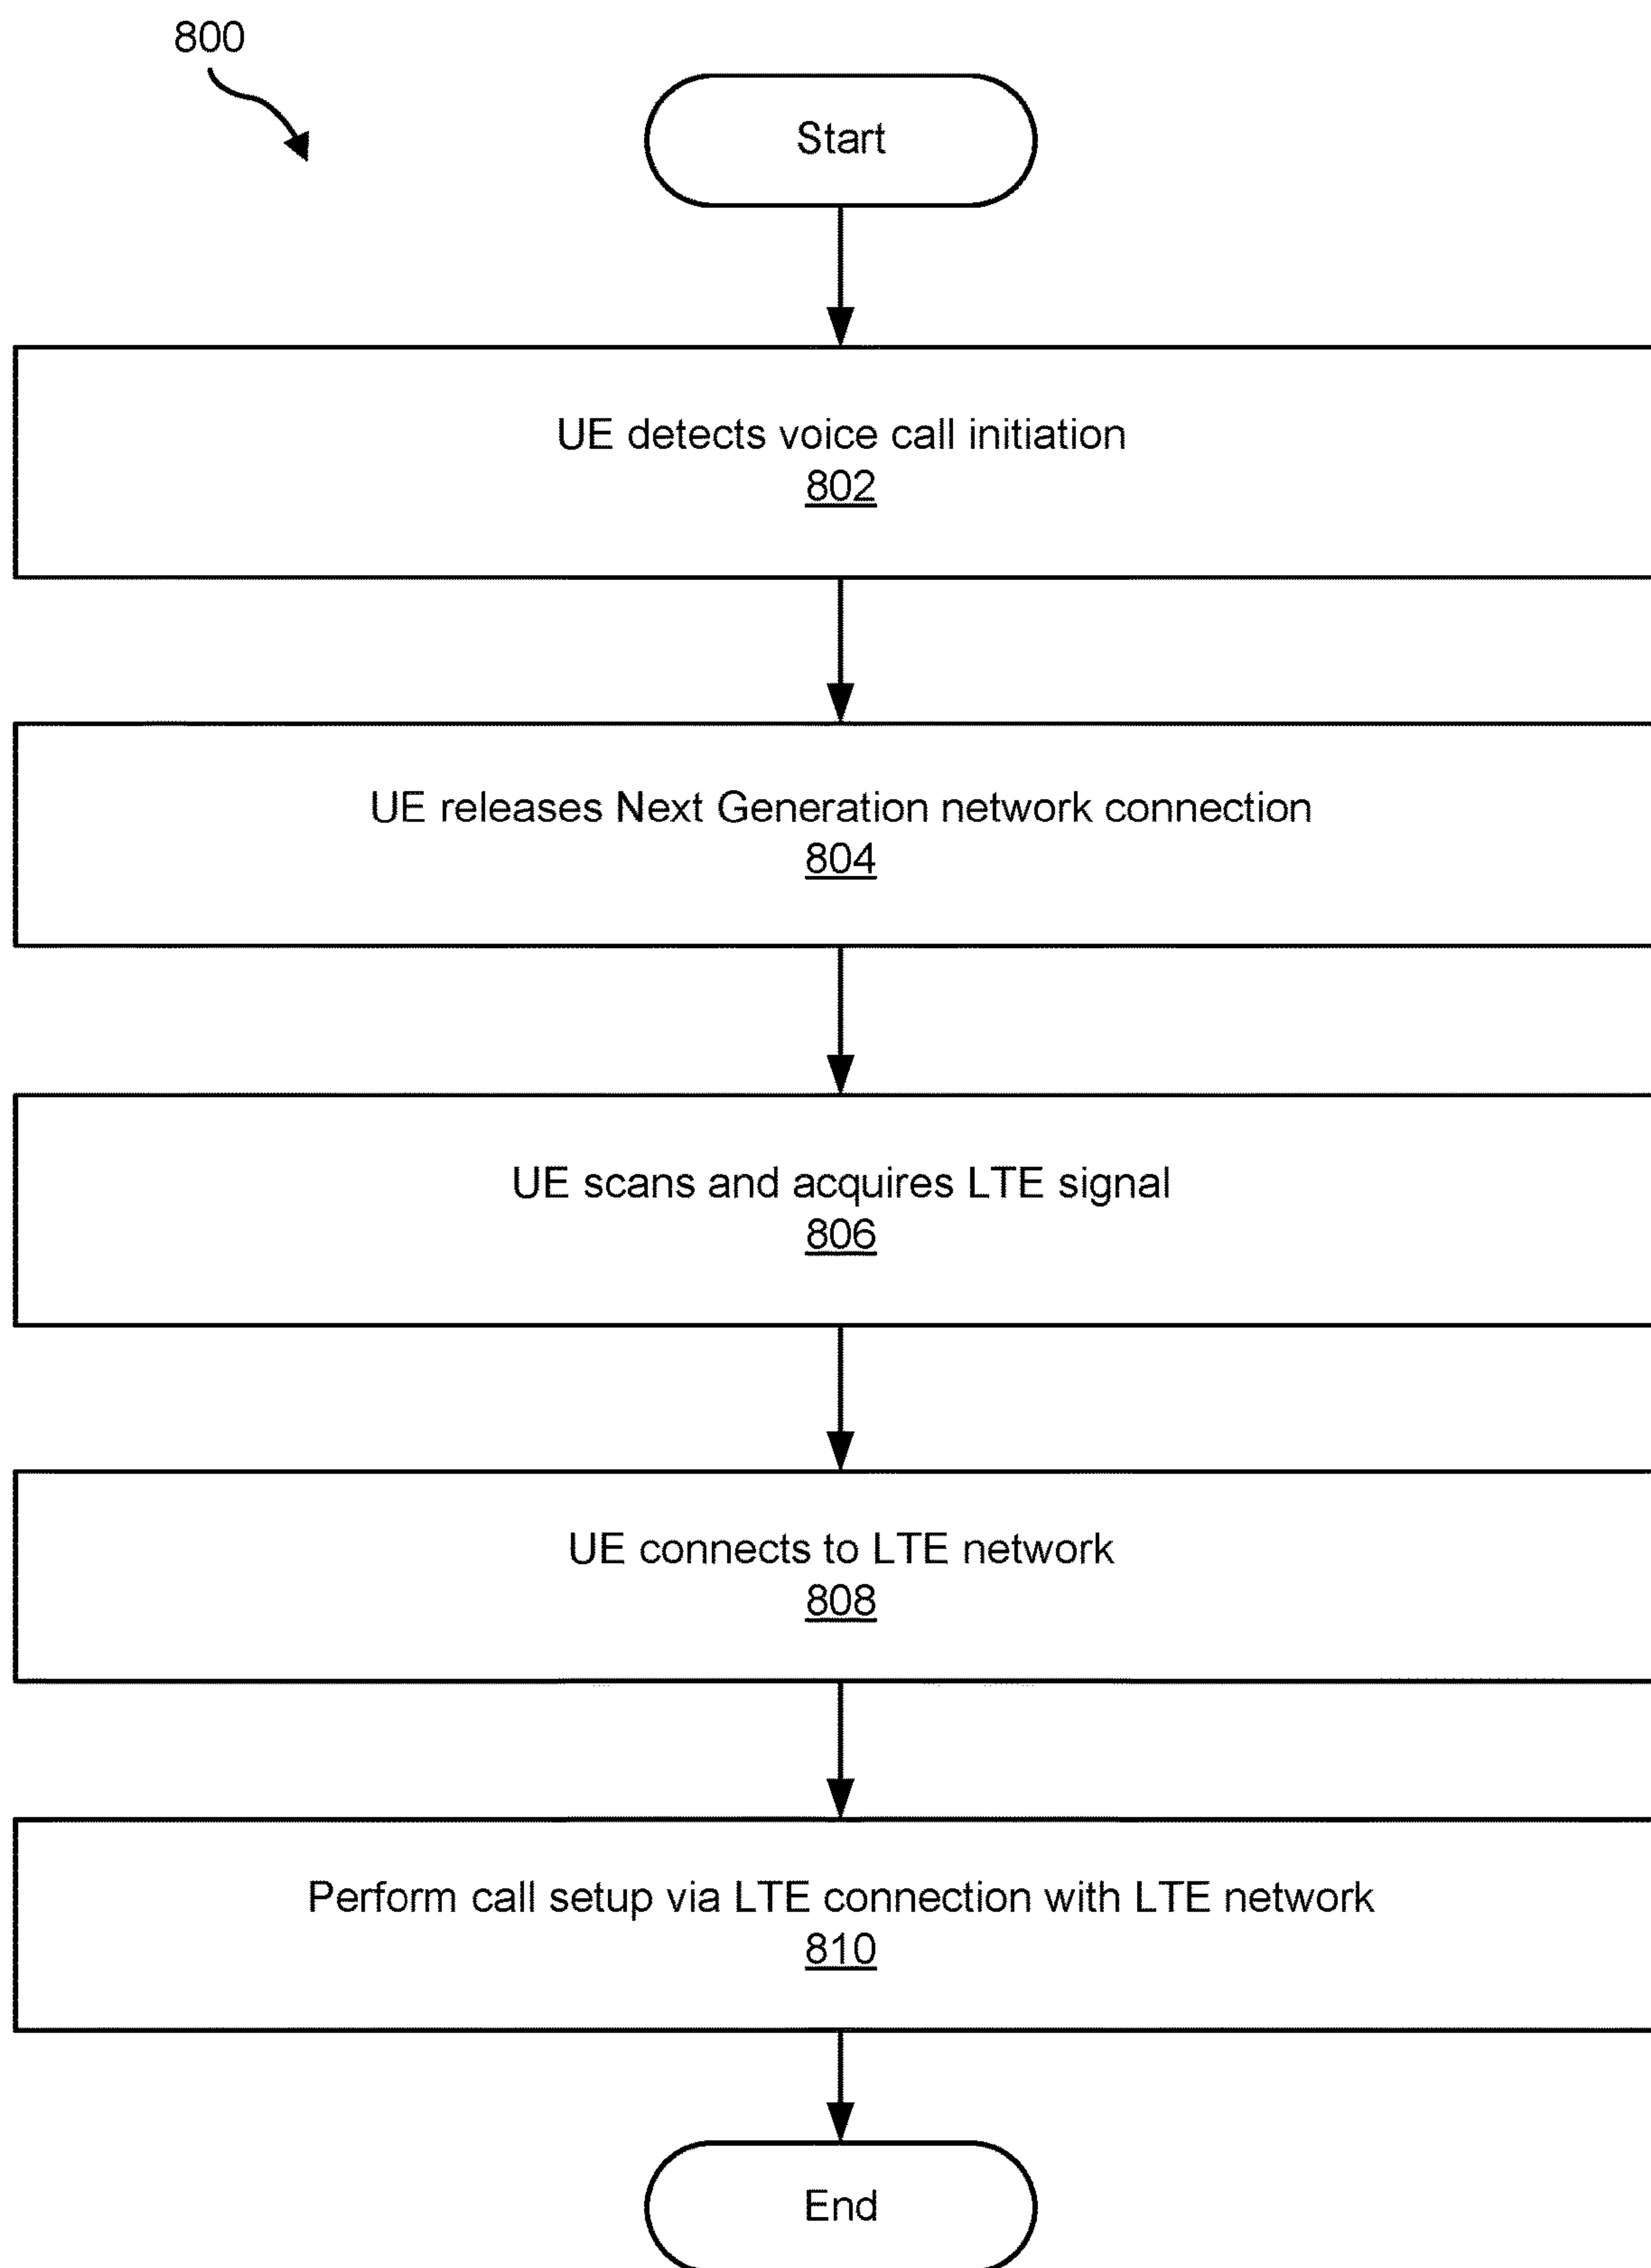 800
Start
UE detects voice call initiation
802
UE releases Next Generation network connection
804
UE scans and acquires LTE signal
806
UE connects to LTE network
808
Perform call setup via LTE connection with LTE network
810
End